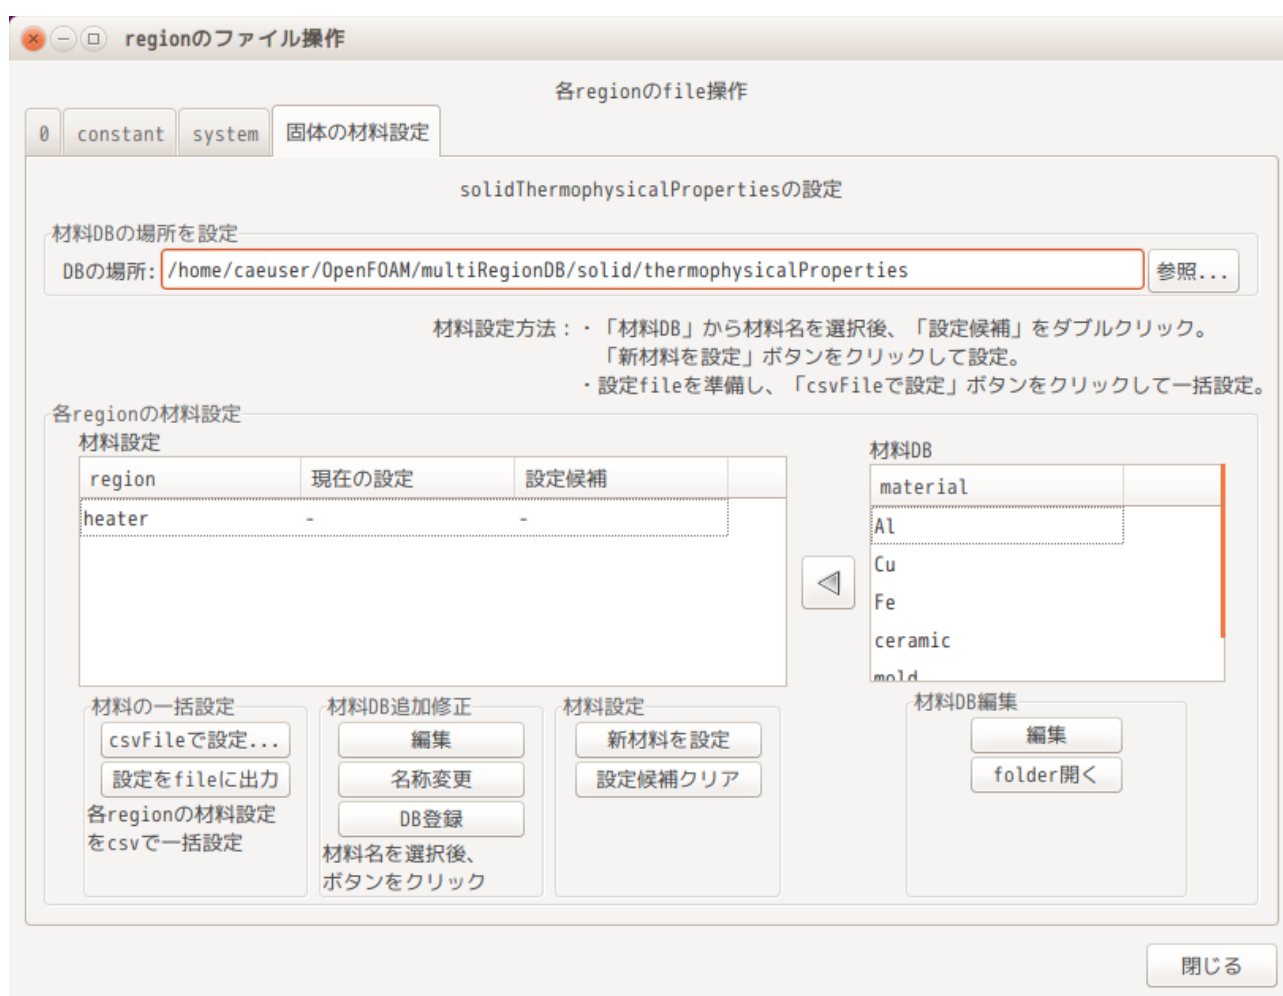 regionのファイル操作
各regionのfile操作
0 constant system 固体の材料設定
solidThermophysicalPropertiesの設定
材料DBの場所を設定
DBの場所: /home/caeuser/OpenFOAM/multiRegionDB/solid/thermophysicalProperties 参照...
材料設定方法：・「材料DB」から材料名を選択後、「設定候補」をダブルクリック。
「新材料を設定」ボタンをクリックして設定。
・設定fileを準備し、「csvFileで設定」ボタンをクリックして一括設定。
各regionの材料設定
材料設定
region 現在の設定 設定候補
heater - -
材料DB
material
Al
Cu
Fe
ceramic
mold
材料の一括設定
csvFileで設定...
設定をfileに出力
各regionの材料設定
をcsvで一括設定
材料DB追加修正
編集
名称変更
DB登録
材料名を選択後、
ボタンをクリック
材料設定
新材料を設定
設定候補クリア
材料DB編集
編集
folder開く
閉じる